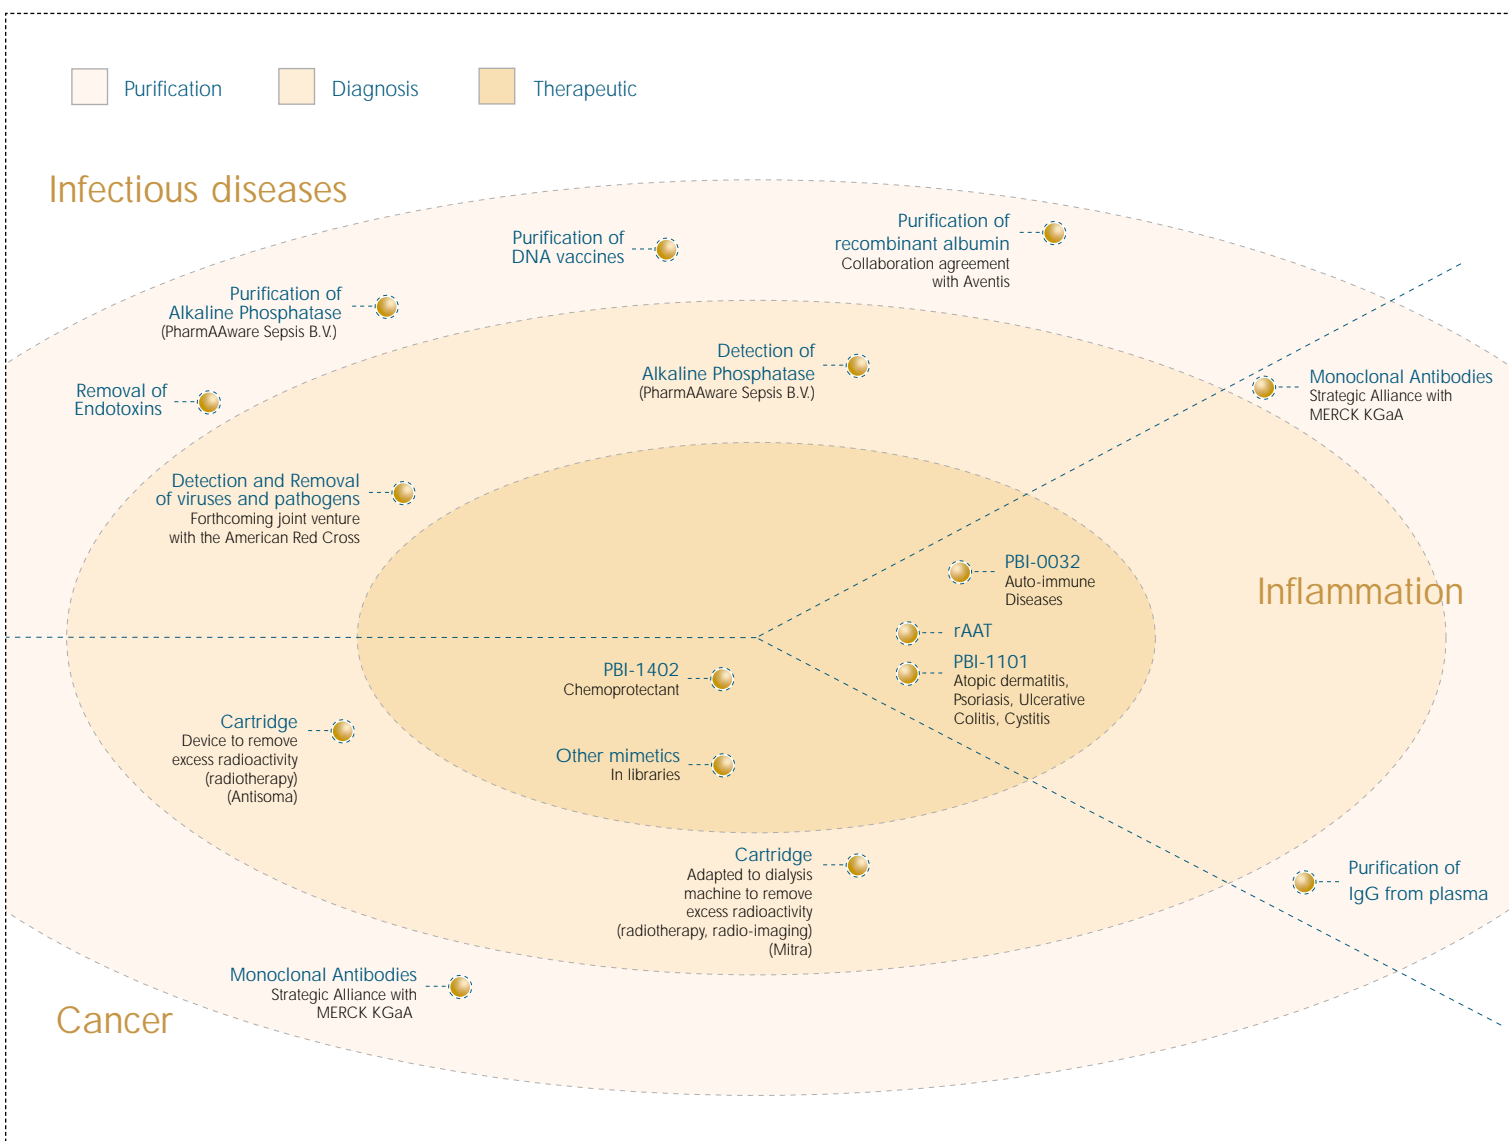 Purification
Diagnosis
Therapeutic
Infectious diseases
Purification of
DNA vaccines
Purification of
recombinant albumin
Collaboration agreement
with Aventis
Purification of
Alkaline Phosphatase
(PharmAAware Sepsis B.V.)
Detection of
Alkaline Phosphatase
(PharmAAware Sepsis B.V.)
Removal of
Endotoxins
Monoclonal Antibodies
Strategic Alliance with
MERCK KGaA
Detection and Removal
of viruses and pathogens
Forthcoming joint venture
with the American Red Cross
PBI-0032
Auto-immune
Diseases
Inflammation
rAAT
PBI-1101
Atopic dermatitis,
Psoriasis, Ulcerative
Colitis, Cystitis
PBI-1402
Chemoprotectant
Cartridge
Device to remove
excess radioactivity
(radiotherapy)
(Antisoma)
Other mimetics
In libraries
Cartridge
Adapted to dialysis
machine to remove
excess radioactivity
(radiotherapy, radio-imaging)
(Mitra)
Purification of
IgG from plasma
Monoclonal Antibodies
Strategic Alliance with
MERCK KGaA
Cancer